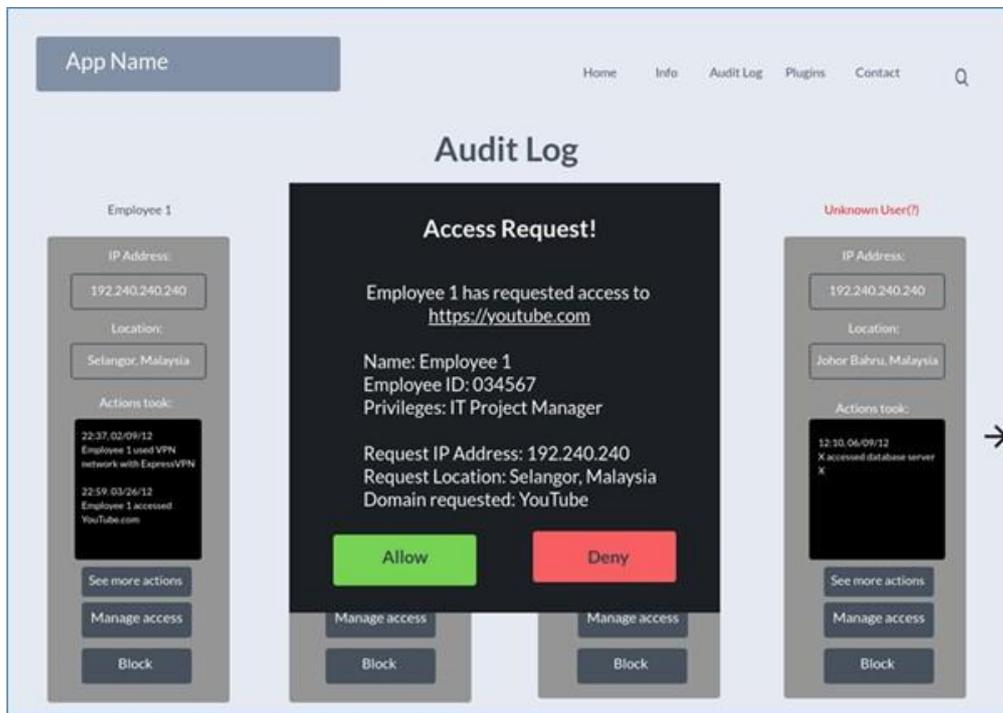 App Name
Home
Info
Audit Log
Plugins
Contact
Audit Log
Employee 1
IP Address:
192.240.240.240
Location:
Selangor, Malaysia
Actions took:
22:37, 02/09/12
Employee 1 used VPN
network with ExpressVPN
22:59, 03/26/12
Employee 1 accessed
YouTube.com
See more actions
Manage access
Block
Access Request!
Employee 1 has requested access to
https://youtube.com
Name: Employee 1
Employee ID: 034567
Privileges: IT Project Manager
Request IP Address: 192.240.240
Request Location: Selangor, Malaysia
Domain requested: YouTube
Allow
Deny
Manage access
Block
Manage access
Block
Unknown User(?)
IP Address:
192.240.240.240
Location:
Johor Bahru, Malaysia
Actions took:
12:10, 06/09/12
X accessed database server
X
See more actions
Manage access
Block